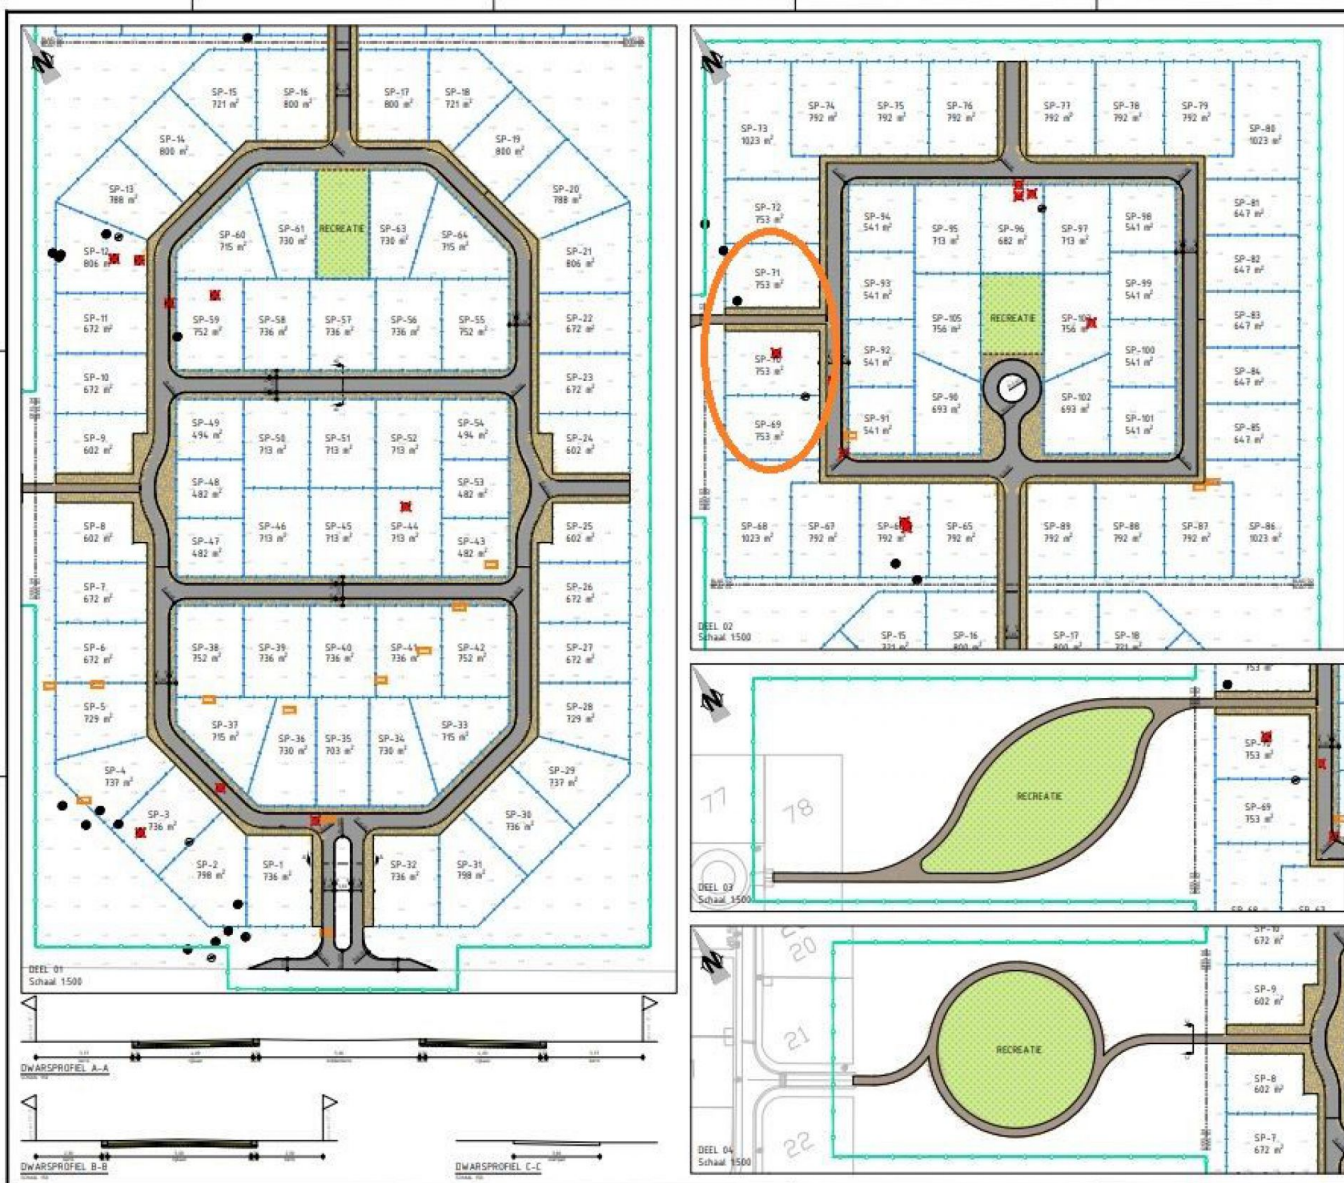 N
SP-15
721 m²
SP-16
800 m²
SP-17
800 m²
SP-18
721 m²
SP-14
800 m²
SP-19
800 m²
SP-13
788 m²
SP-20
788 m²
SP-60
715 m²
SP-61
730 m²
RECREATIE
SP-63
730 m²
SP-64
715 m²
SP-12
806 m²
SP-21
806 m²
SP-11
672 m²
SP-59
752 m²
SP-58
736 m²
SP-57
736 m²
SP-56
736 m²
SP-55
752 m²
SP-22
672 m²
SP-10
672 m²
SP-23
672 m²
SP-9
602 m²
SP-49
494 m²
SP-50
713 m²
SP-51
713 m²
SP-52
713 m²
SP-54
494 m²
SP-24
602 m²
SP-48
482 m²
SP-53
482 m²
SP-8
602 m²
SP-47
482 m²
SP-46
713 m²
SP-45
713 m²
SP-44
713 m²
SP-43
482 m²
SP-25
602 m²
SP-7
672 m²
SP-26
672 m²
SP-6
672 m²
SP-38
752 m²
SP-39
736 m²
SP-40
736 m²
SP-41
736 m²
SP-42
752 m²
SP-27
672 m²
SP-5
729 m²
SP-37
715 m²
SP-36
730 m²
SP-35
703 m²
SP-34
730 m²
SP-33
715 m²
SP-28
729 m²
SP-4
737 m²
SP-29
737 m²
SP-3
736 m²
SP-30
736 m²
SP-2
798 m²
SP-1
736 m²
SP-32
736 m²
SP-31
798 m²
DEEL 01
Schaal 1:500
DWARSPROFIEL A-A
DWARSPROFIEL B-B
DWARSPROFIEL C-C
N
SP-73
1023 m²
SP-74
792 m²
SP-75
792 m²
SP-76
792 m²
SP-77
792 m²
SP-78
792 m²
SP-79
792 m²
SP-80
1023 m²
SP-72
753 m²
SP-94
541 m²
SP-95
713 m²
SP-96
682 m²
SP-97
713 m²
SP-98
541 m²
SP-81
647 m²
SP-71
753 m²
SP-93
541 m²
SP-99
541 m²
SP-82
647 m²
SP-105
756 m²
RECREATIE
756 m²
SP-83
647 m²
SP-70
753 m²
SP-92
541 m²
SP-100
541 m²
SP-84
647 m²
SP-69
753 m²
SP-91
541 m²
SP-90
693 m²
SP-102
693 m²
SP-101
541 m²
SP-85
647 m²
SP-68
1023 m²
SP-67
792 m²
792 m²
SP-65
792 m²
SP-89
792 m²
SP-88
792 m²
SP-87
792 m²
SP-86
1023 m²
SP-15
721 m²
SP-16
800 m²
SP-17
800 m²
SP-18
721 m²
DEEL 02
Schaal 1:500
N
753 m²
77
78
RECREATIE
753 m²
SP-69
753 m²
DEEL 03
Schaal 1:500
N
20
21
22
RECREATIE
SP-10
672 m²
SP-9
602 m²
SP-8
602 m²
SP-7
672 m²
DEEL 04
Schaal 1:500